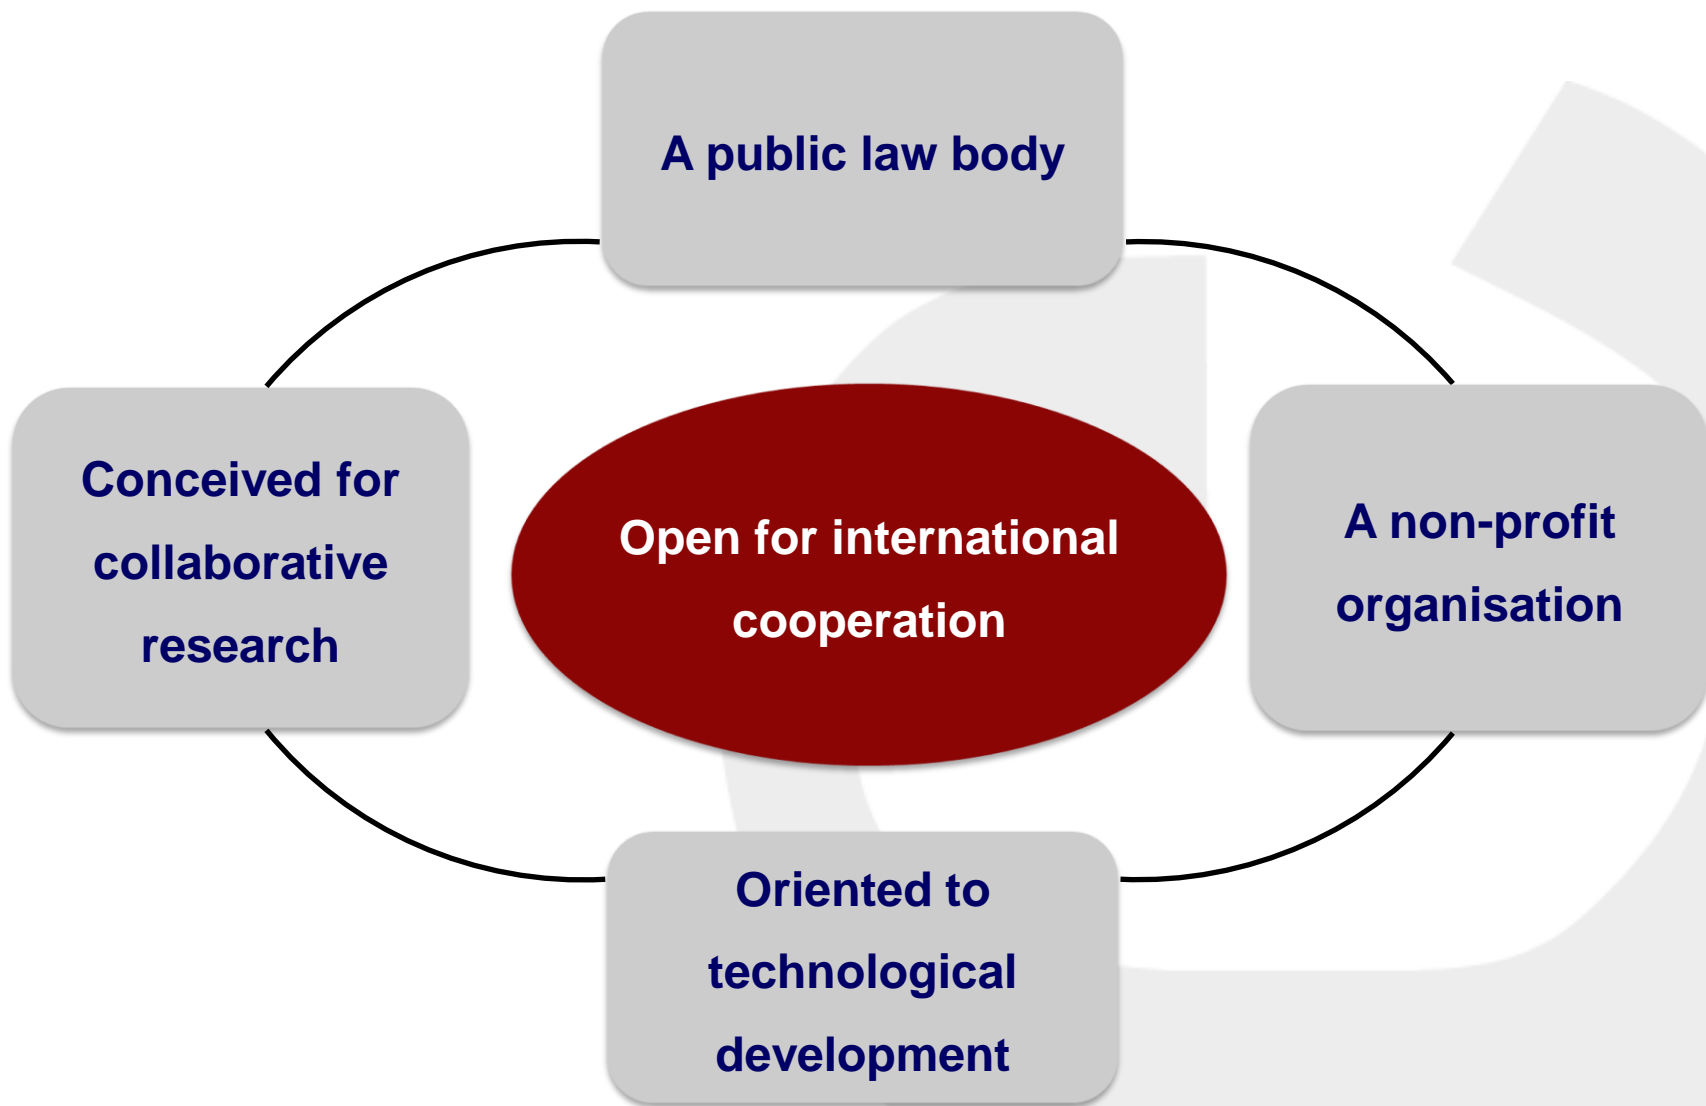 A public law body
Conceived for
collaborative
research
Open for international
cooperation
A non-profit
organisation
Oriented to
technological
development